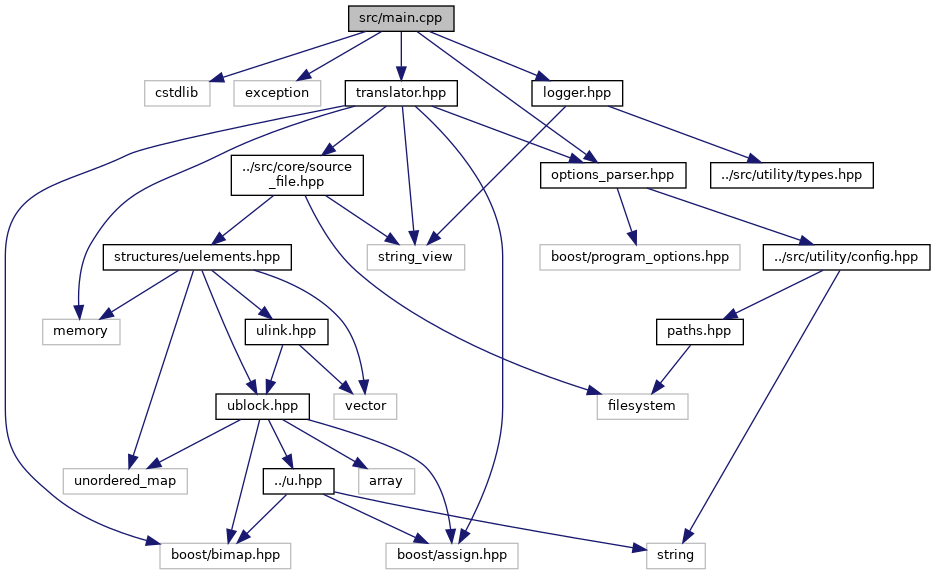 src/main.cpp
cstdlib
exception
translator.hpp
logger.hpp
../src/core/source
_file.hpp
options_parser.hpp
../src/utility/types.hpp
structures/uelements.hpp
string_view
boost/program_options.hpp
../src/utility/config.hpp
memory
ulink.hpp
paths.hpp
ublock.hpp
vector
filesystem
unordered_map
../u.hpp
array
boost/bimap.hpp
boost/assign.hpp
string